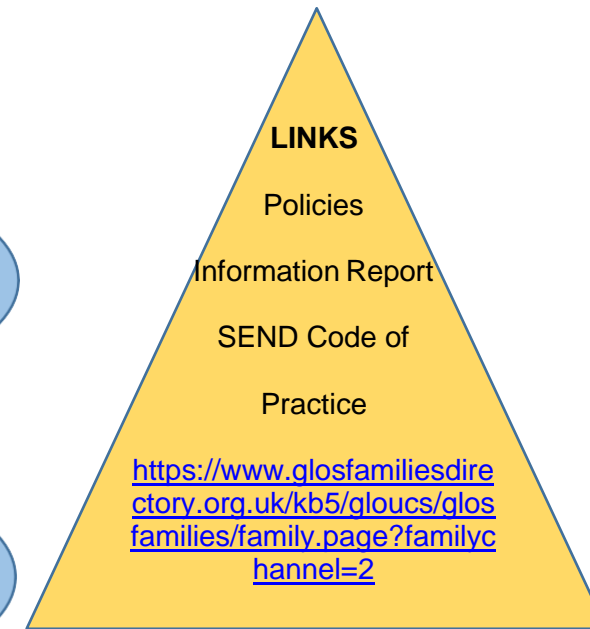 LINKS
Policies
Information Report
SEND Code of
Practice
https://www.glosfamiliesdire
ctory.org.uk/kb5/gloucs/glos
families/family.page?familyc
hannel=2